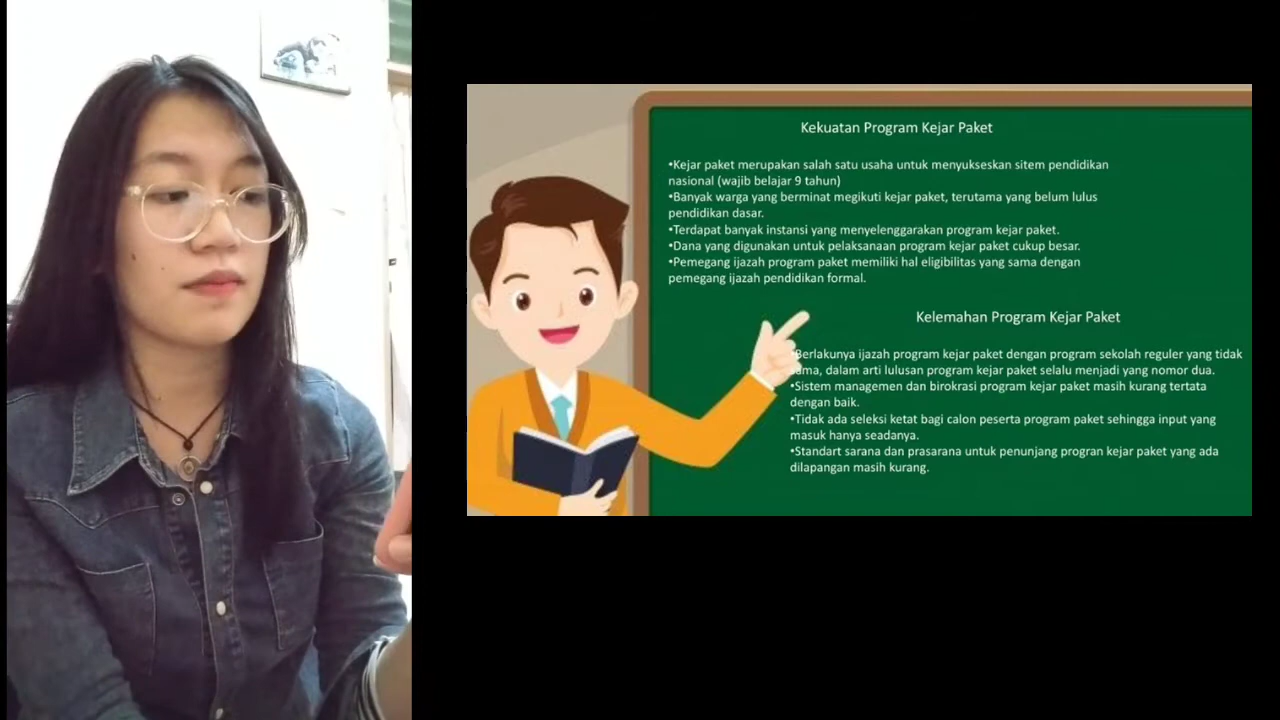 Kekuatan Program Kejar Paket
•Kejar paket merupakan salah satu usaha untuk menyukseskan sitem pendidikan
nasional (wajib belajar 9 tahun)
•Banyak warga yang berminat megikuti kejar paket, terutama yang belum lulus
pendidikan dasar.
•Terdapat banyak instansi yang menyelenggarakan program kejar paket.
•Dana yang digunakan untuk pelaksanaan program kejar paket cukup besar.
•Pemegang ijazah program paket memiliki hal eligibilitas yang sama dengan
pemegang ijazah pendidikan formal.
Kelemahan Program Kejar Paket
•Berlakunya ijazah program kejar paket dengan program sekolah reguler yang tidak
sama, dalam arti lulusan program kejar paket selalu menjadi yang nomor dua.
•Sistem managemen dan birokrasi program kejar paket masih kurang tertata
dengan baik.
•Tidak ada seleksi ketat bagi calon peserta program paket sehingga input yang
masuk hanya seadanya.
•Standart sarana dan prasarana untuk penunjang progran kejar paket yang ada
dilapangan masih kurang.